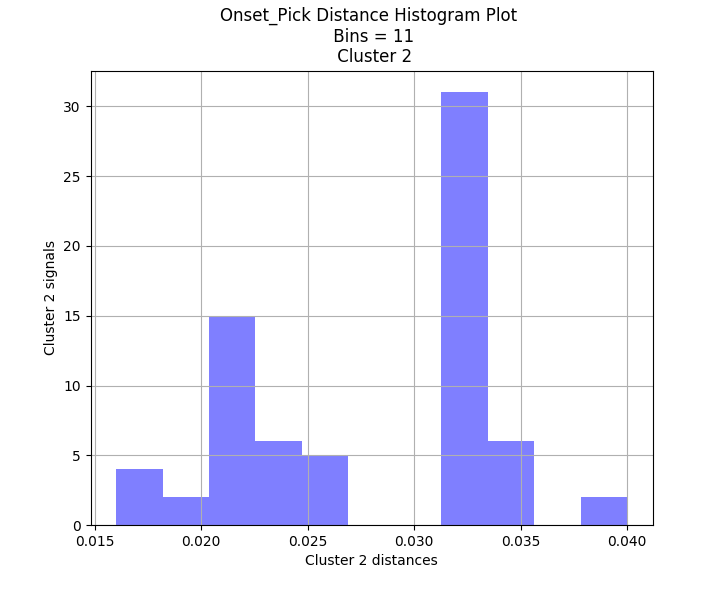 Onset_Pick Distance Histogram Plot
Bins = 11
Cluster 2
30
25
20
15
10
5
0
Cluster 2 signals
0.015 0.020 0.025 0.030 0.035 0.040
Cluster 2 distances